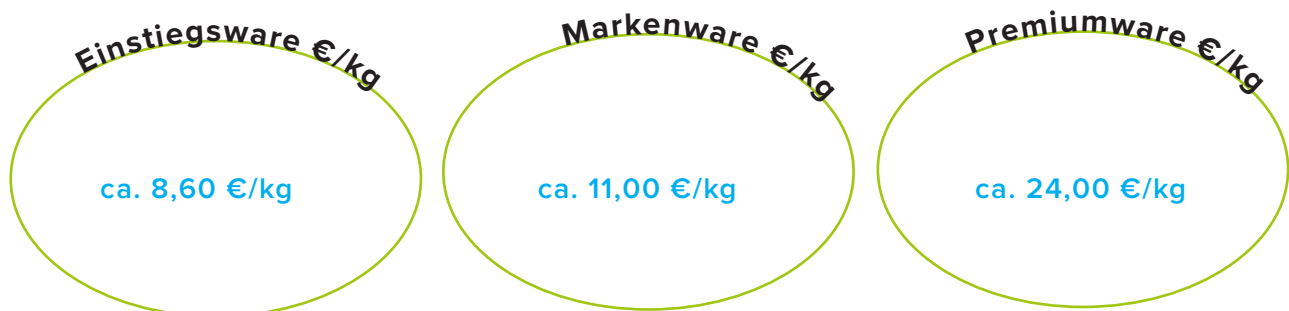 Einstiegsware €/kg
ca. 8,60 €/kg
Markenware €/kg
ca. 11,00 €/kg
Premiumware €/kg
ca. 24,00 €/kg